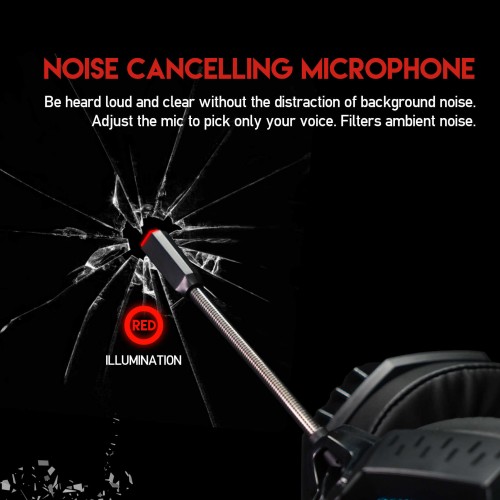 NOISE CANCELLING MICROPHONE
Be heard loud and clear without the distraction of background noise.
Adjust the mic to pick only your voice. Filters ambient noise.
RED
ILLUMINATION